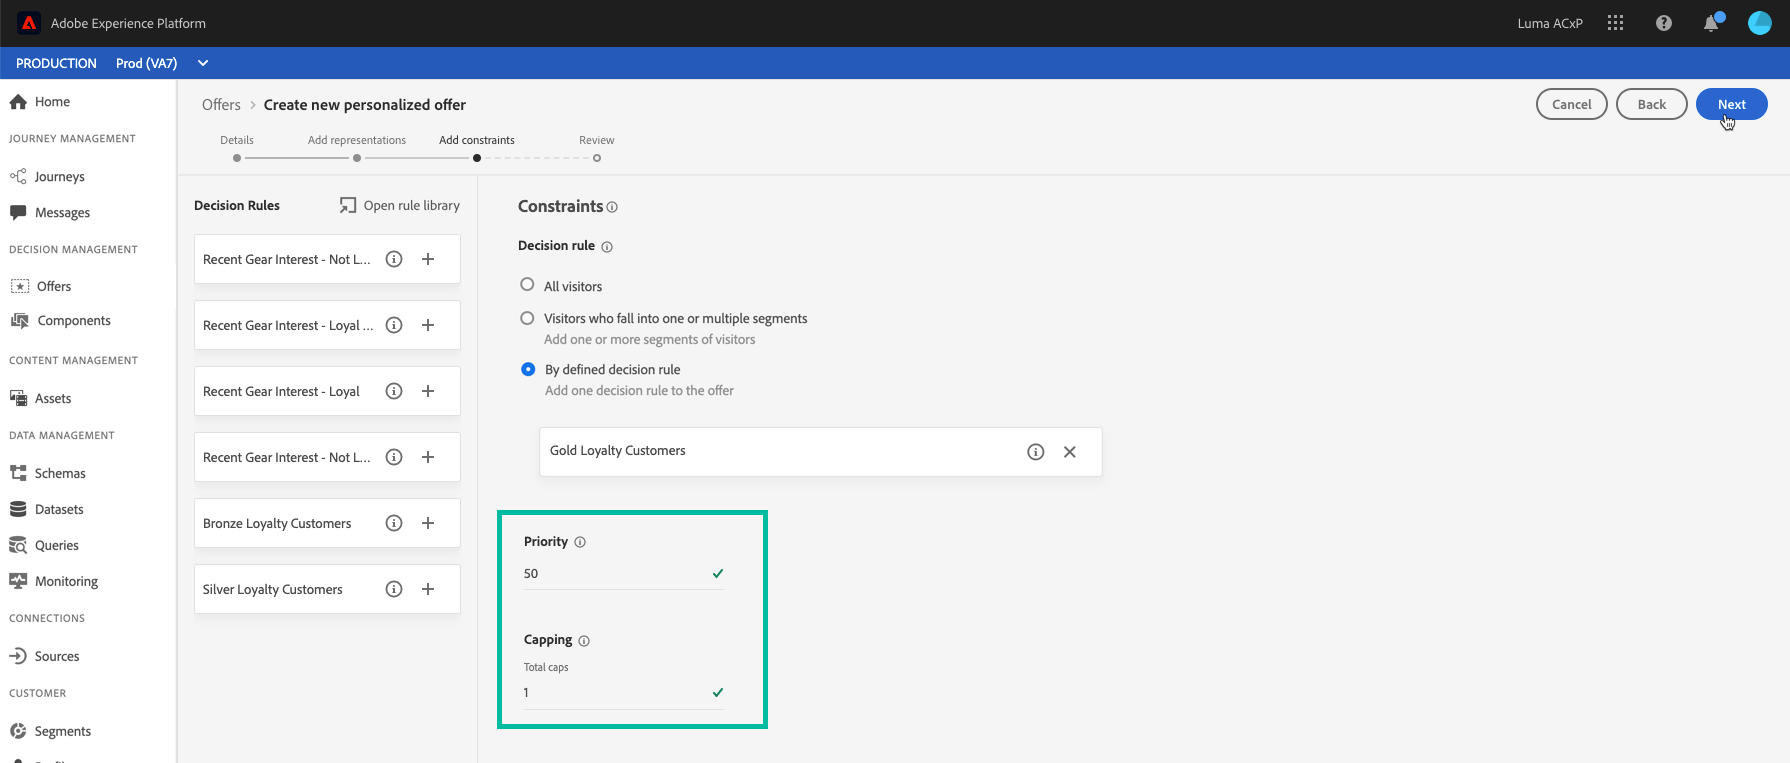 Adobe Experience Platform
Luma ACxP
PRODUCTION Prod (VA7)
Home
JOURNEY MANAGEMENT
Journeys
Messages
DECISION MANAGEMENT
Offers
Components
CONTENT MANAGEMENT
Assets
DATA MANAGEMENT
Schemas
Datasets
Queries
Monitoring
CONNECTIONS
Sources
CUSTOMER
Segments
Offers > Create new personalized offer
Cancel
Back
Next
Details
Add representations
Add constraints
Review
Decision Rules
Open rule library
Recent Gear Interest - Not L...
Recent Gear Interest - Loyal ...
Recent Gear Interest - Loyal
Recent Gear Interest - Not L...
Bronze Loyalty Customers
Silver Loyalty Customers
Constraints
Decision rule
All visitors
Visitors who fall into one or multiple segments
Add one or more segments of visitors
By defined decision rule
Add one decision rule to the offer
Gold Loyalty Customers
Priority
50
Capping
Total caps
1